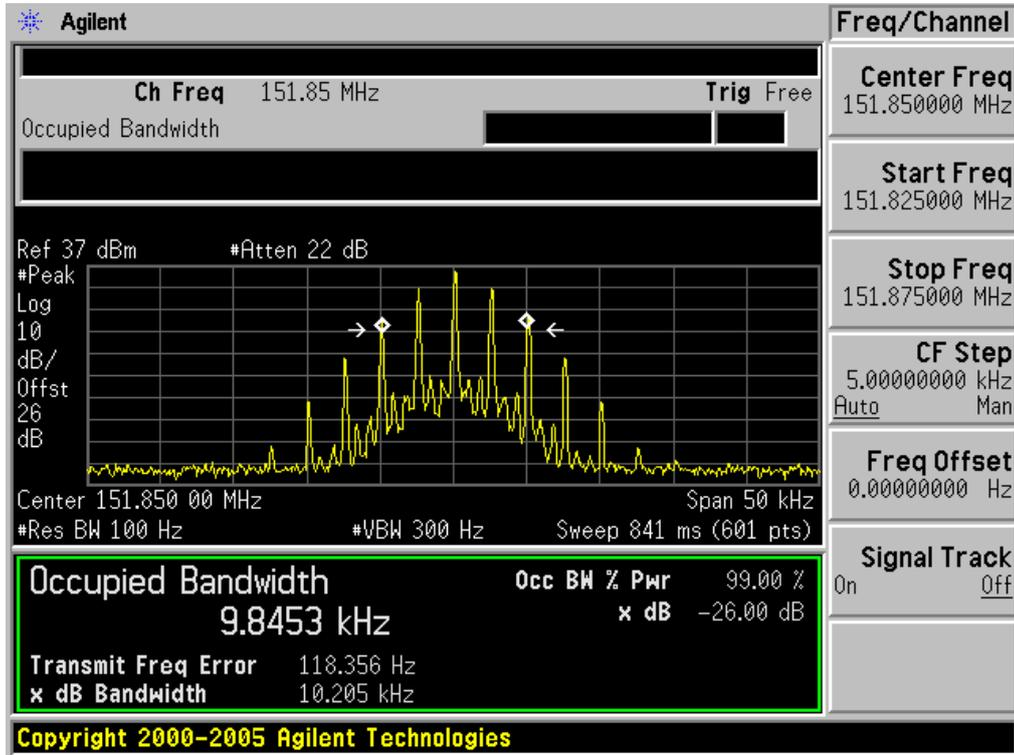 Agilent
Ch Freq 151.85 MHz Trig Free
Occupied Bandwidth
Ref 37 dBm #Atten 22 dB
#Peak
Log
10
dB/
Offst
26
dB
Center 151.850 00 MHz Span 50 kHz
#Res BW 100 Hz #VBW 300 Hz Sweep 841 ms (601 pts)
Occupied Bandwidth
9.8453 kHz
Occ BW % Pwr 99.00 %
x dB -26.00 dB
Transmit Freq Error 118.356 Hz
x dB Bandwidth 10.205 kHz
Copyright 2000-2005 Agilent Technologies
Freq/Channel
Center Freq
151.850000 MHz
Start Freq
151.825000 MHz
Stop Freq
151.875000 MHz
CF Step
5.00000000 kHz
Auto Man
Freq Offset
0.00000000 Hz
Signal Track
On Off